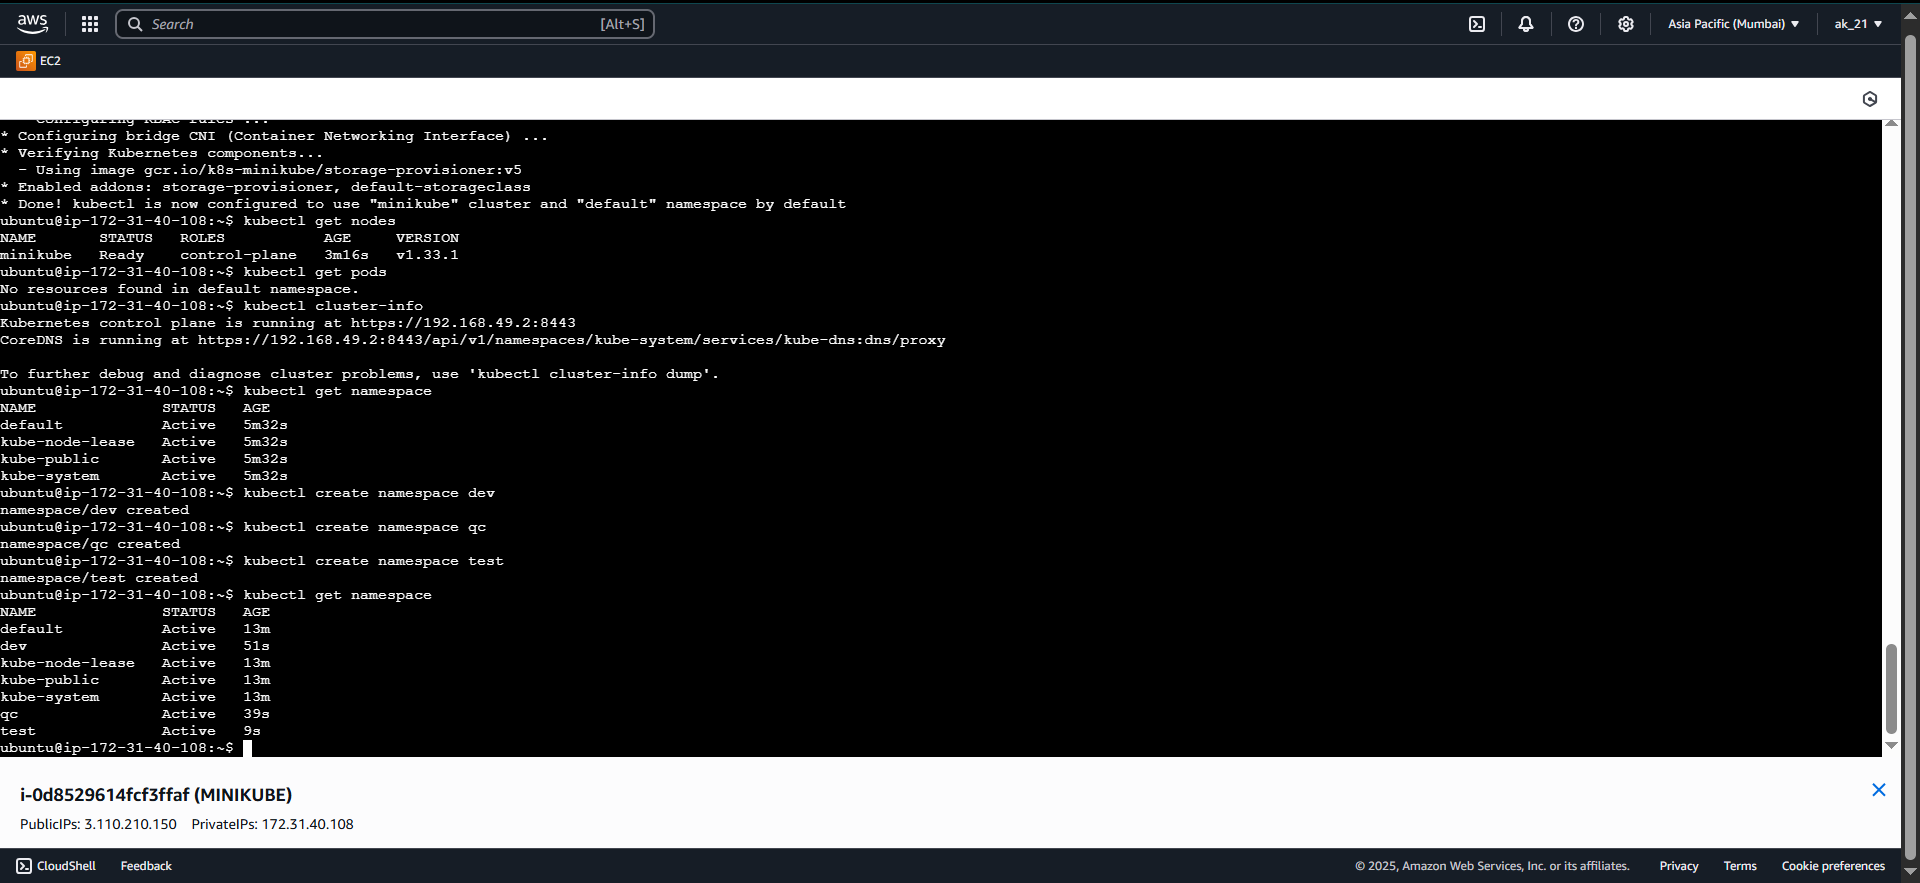 aws
Search [Alt+S]
Asia Pacific (Mumbai) ak_21
EC2
Configuring RBAC rules ...
* Configuring bridge CNI (Container Networking Interface) ...
* Verifying Kubernetes components...
  - Using image gcr.io/k8s-minikube/storage-provisioner:v5
* Enabled addons: storage-provisioner, default-storageclass
* Done! kubectl is now configured to use "minikube" cluster and "default" namespace by default
ubuntu@ip-172-31-40-108:~$ kubectl get nodes
NAME       STATUS   ROLES           AGE     VERSION
minikube   Ready    control-plane   3m16s   v1.33.1
ubuntu@ip-172-31-40-108:~$ kubectl get pods
No resources found in default namespace.
ubuntu@ip-172-31-40-108:~$ kubectl cluster-info
Kubernetes control plane is running at https://192.168.49.2:8443
CoreDNS is running at https://192.168.49.2:8443/api/v1/namespaces/kube-system/services/kube-dns:dns/proxy
To further debug and diagnose cluster problems, use 'kubectl cluster-info dump'.
ubuntu@ip-172-31-40-108:~$ kubectl get namespace
NAME              STATUS   AGE
default           Active   5m32s
kube-node-lease   Active   5m32s
kube-public       Active   5m32s
kube-system       Active   5m32s
ubuntu@ip-172-31-40-108:~$ kubectl create namespace dev
namespace/dev created
ubuntu@ip-172-31-40-108:~$ kubectl create namespace qc
namespace/qc created
ubuntu@ip-172-31-40-108:~$ kubectl create namespace test
namespace/test created
ubuntu@ip-172-31-40-108:~$ kubectl get namespace
NAME              STATUS   AGE
default           Active   13m
dev               Active   51s
kube-node-lease   Active   13m
kube-public       Active   13m
kube-system       Active   13m
qc                Active   39s
test              Active   9s
ubuntu@ip-172-31-40-108:~$
i-0d8529614fcf3ffaf (MINIKUBE)
PublicIPs: 3.110.210.150 PrivateIPs: 172.31.40.108
CloudShell Feedback © 2025, Amazon Web Services, Inc. or its affiliates. Privacy Terms Cookie preferences